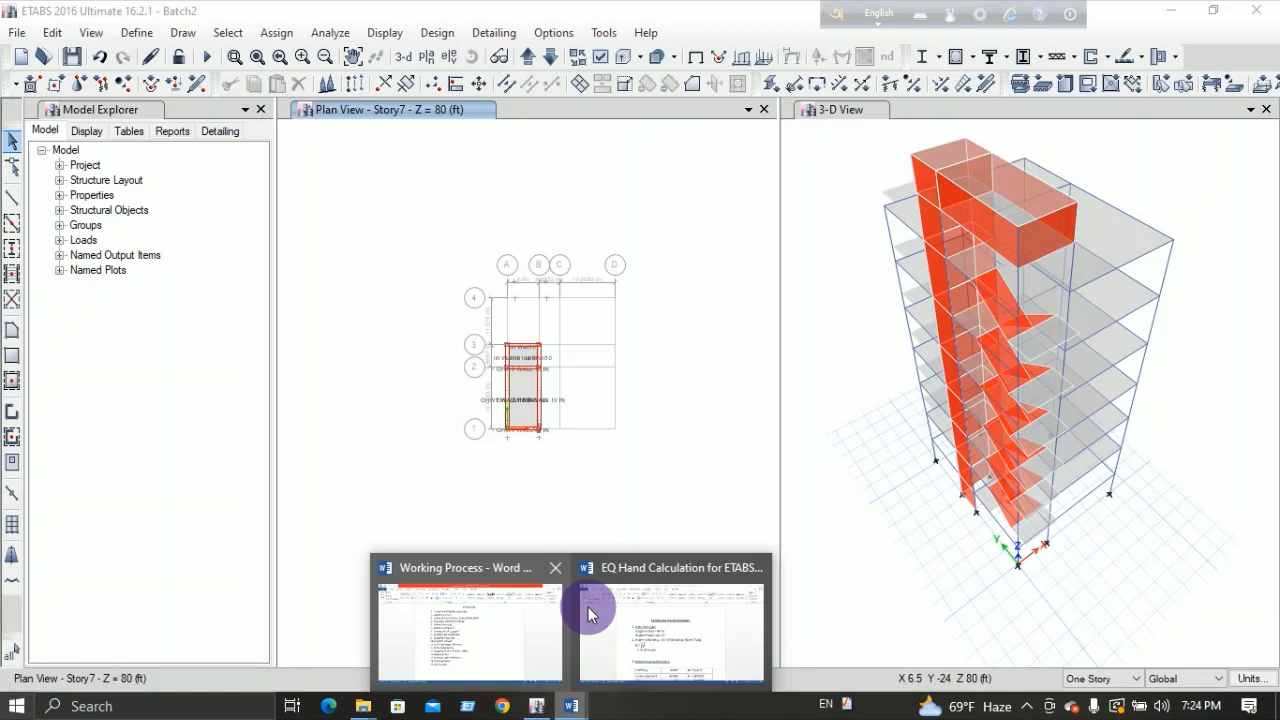 ETABS 2016 Ultimate 16.2.1 - Batch2
English
File Edit View Define Draw Select Assign Analyze Display Design Detailing Options Tools Help
3-d pla ele nd
Model Explorer
Plan View - Story7 - Z = 80 (ft)
3-D View
Model Display Tables Reports Detailing
Model
Project
Structure Layout
Properties
Structural Objects
Groups
Loads
Named Output Items
Named Plots
A B C D
4
3
2
1
Z
Y X
Working Process - Word ...
EQ Hand Calculation for ETABS...
Plan View - Story7 - Z = 80 (ft)
X 6.5 Y -24 Z 80 (ft)
One Story
Global
Units...
Search
69°F Haze
EN
7:24 PM